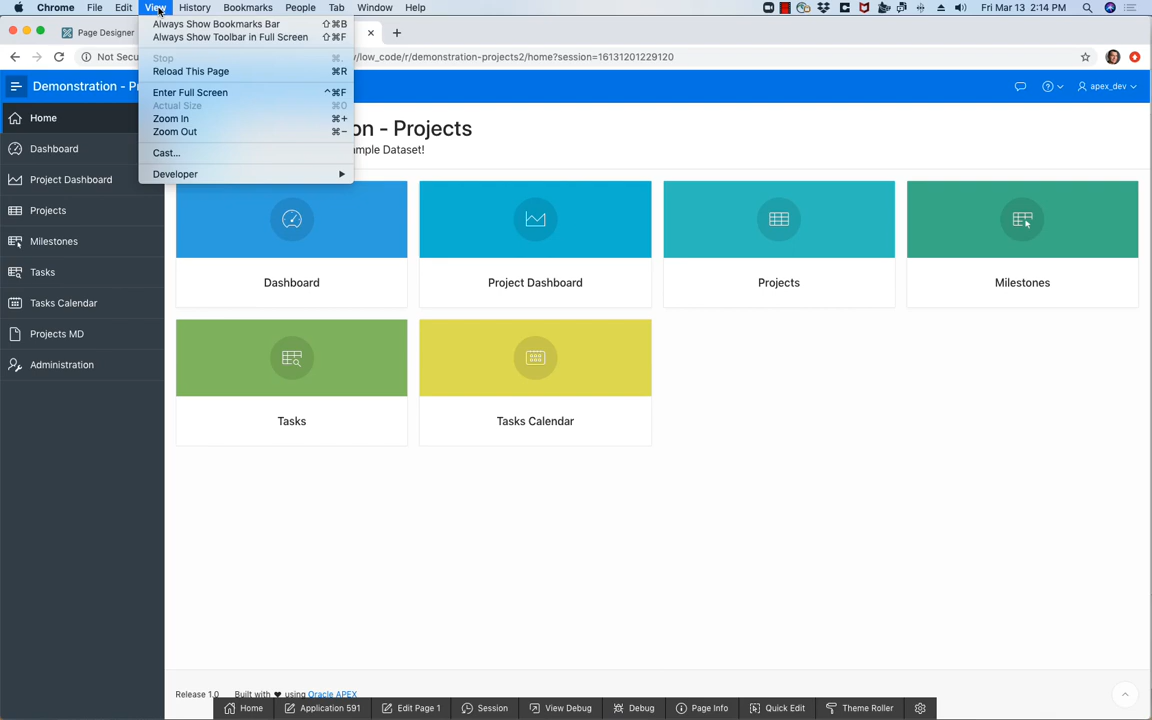 Chrome File Edit View History Bookmarks People Tab Window Help Fri Mar 13 2:14 PM
Page Designer
Always Show Bookmarks Bar ⇧⌘B
Always Show Toolbar in Full Screen ⇧⌘F
Stop ⌘.
Reload This Page ⌘R
Enter Full Screen ^⌘F
Actual Size ⌘0
Zoom In ⌘+
Zoom Out ⌘−
Cast...
Developer
Not Secu /low_code/r/demonstration-projects2/home?session=16131201229120
Demonstration - Pr apex_dev
Home
Dashboard
Project Dashboard
Projects
Milestones
Tasks
Tasks Calendar
Projects MD
Administration
on - Projects
mple Dataset!
Dashboard
Project Dashboard
Projects
Milestones
Tasks
Tasks Calendar
Release 1.0 Built with ❤ using Oracle APEX
Home Application 591 Edit Page 1 Session View Debug Debug Page Info Quick Edit Theme Roller